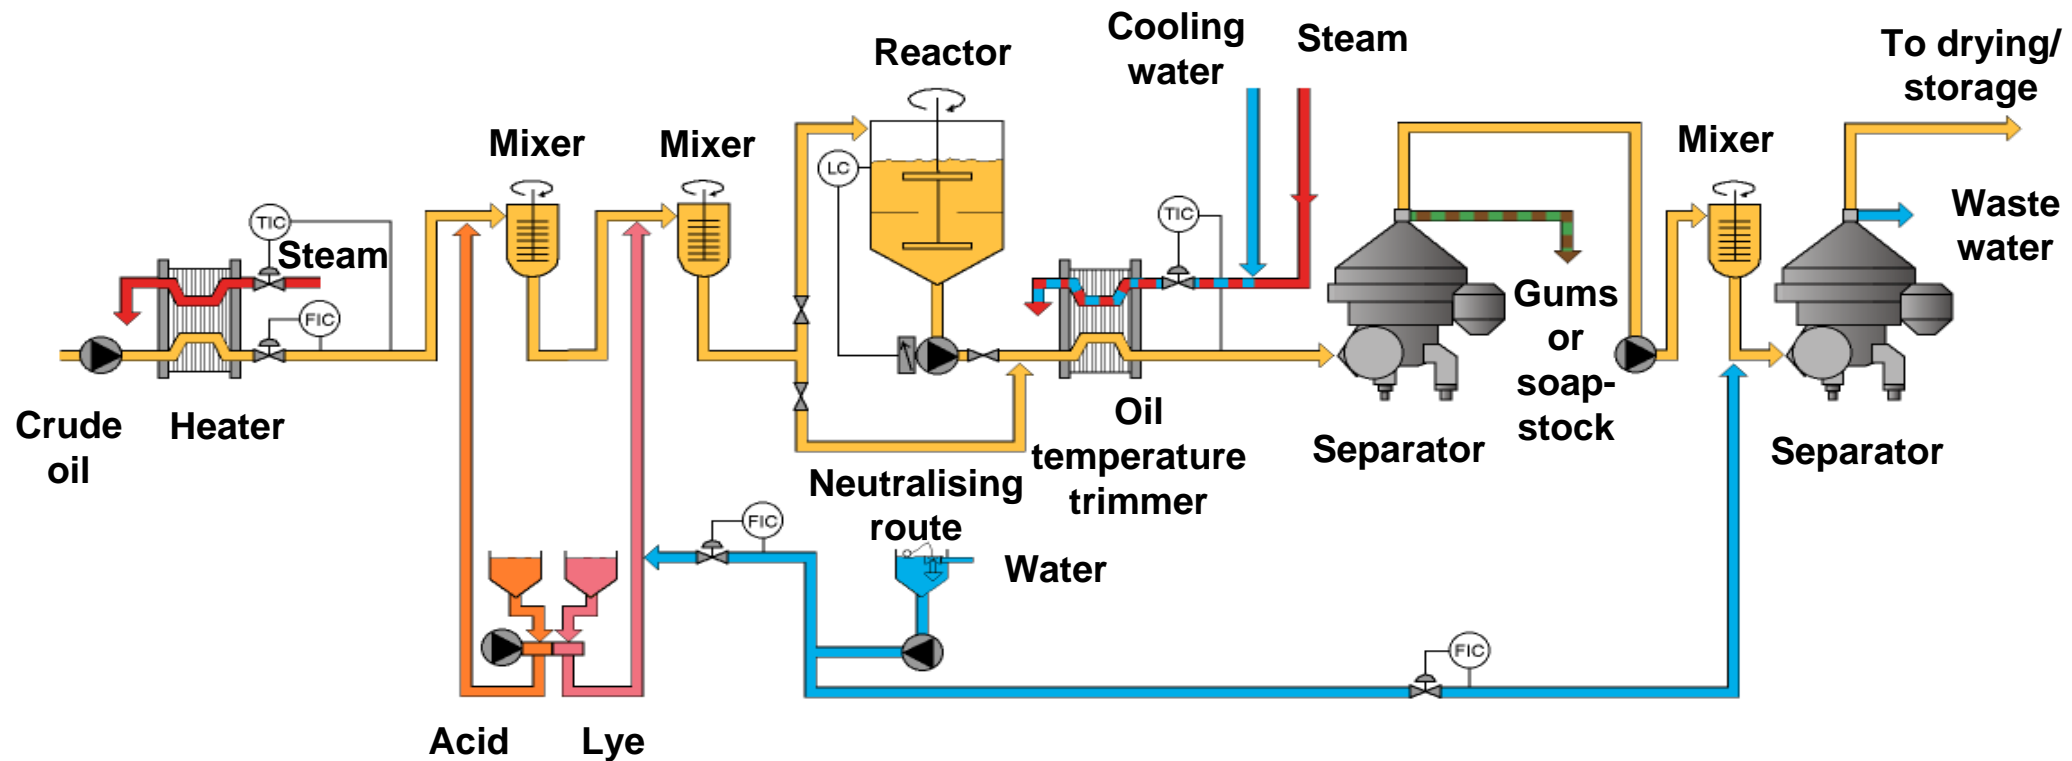 Cooling
water
Steam
To drying/
storage
Reactor
Mixer
Mixer
Mixer
LC
TIC
TIC
Steam
Waste
water
FIC
Gums
or
soap-
stock
Crude
oil
Heater
Oil
temperature
trimmer
Separator
Separator
Neutralising
route
FIC
Water
FIC
Acid
Lye